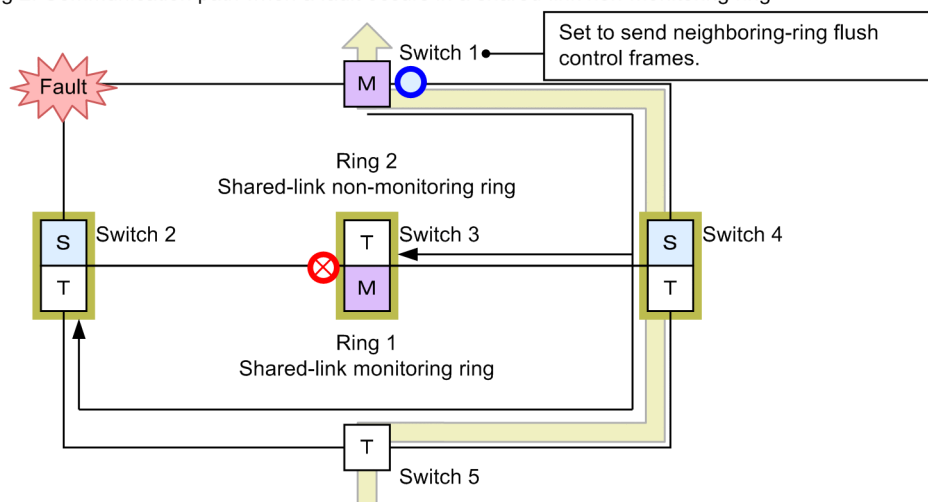 Switch 1
Set to send neighboring-ring flush
control frames.
Fault
M
Ring 2
Shared-link non-monitoring ring
S
Switch 2
T
T
Switch 3
M
S
Switch 4
T
Ring 1
Shared-link monitoring ring
T
Switch 5